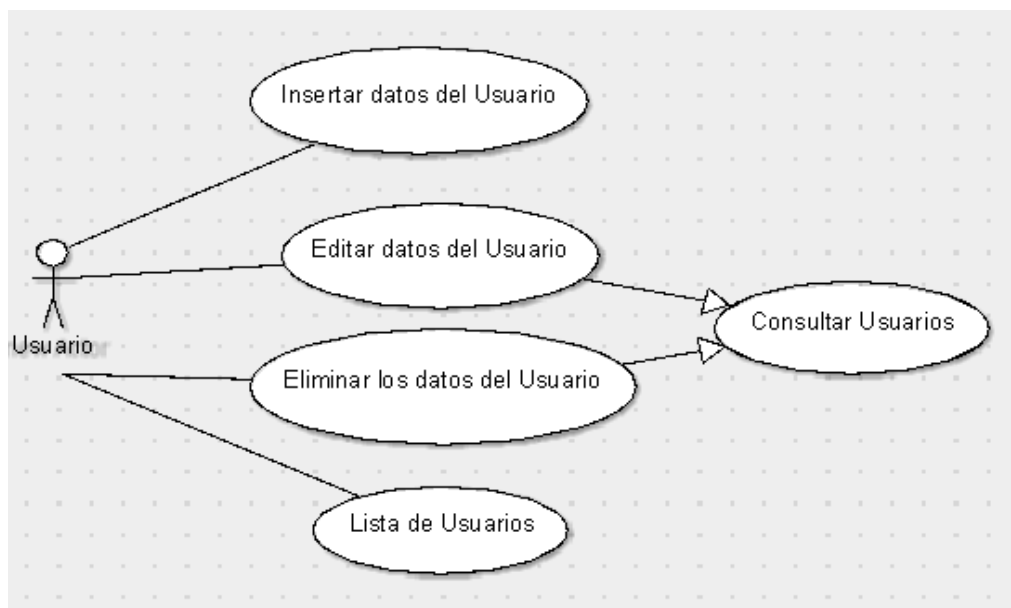 Insertar datos del Usuario
Editar datos del Usuario
Consultar Usuarios
Usuario
Eliminar los datos del Usuario
Lista de Usuarios